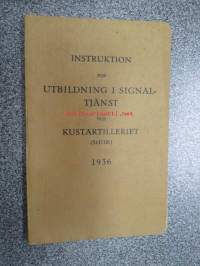 INSTRUKTION
FÖR
UTBILDNING I SIGNAL-
TJÄNST
VID
KUSTARTILLERIET
1936